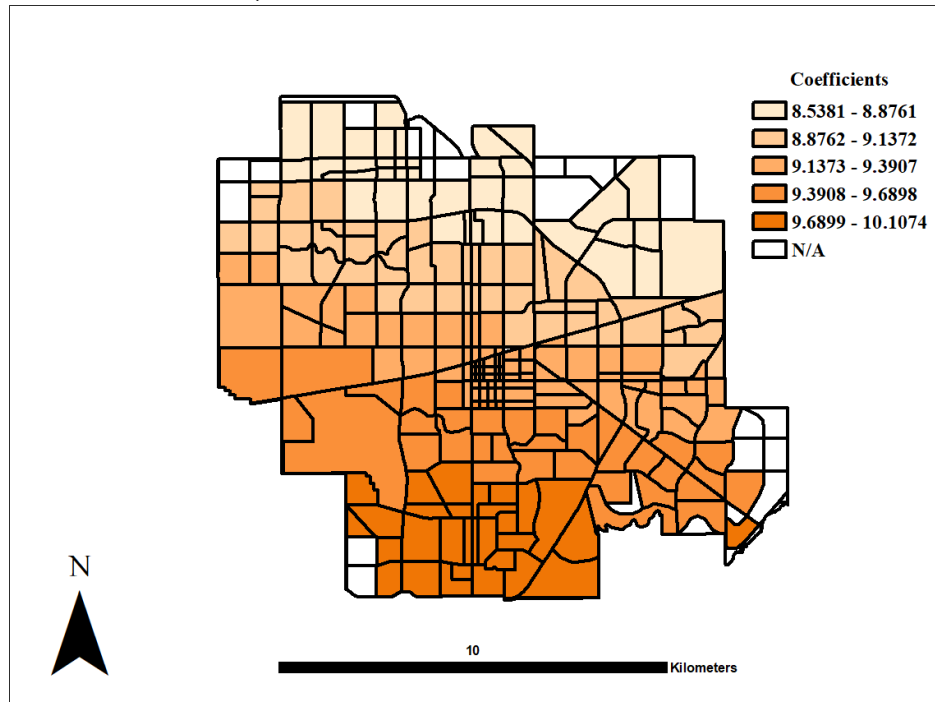 Coefficients
8.5381 - 8.8761
8.8762 - 9.1372
9.1373 - 9.3907
9.3908 - 9.6898
9.6899 - 10.1074
N/A
N
10
Kilometers